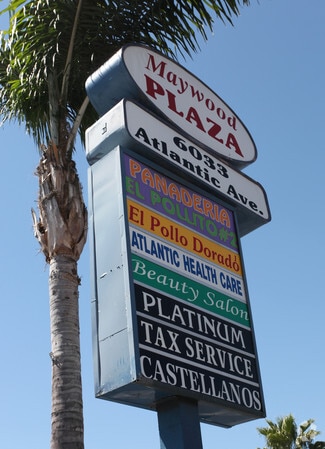 Maywood
PLAZA
6033
Atlantic Ave.
PANADERIA
EL POLLITO #2
El Pollo Dorado
ATLANTIC HEALTH CARE
Beauty Salon
PLATINUM
TAX SERVICE
CASTELLANOS